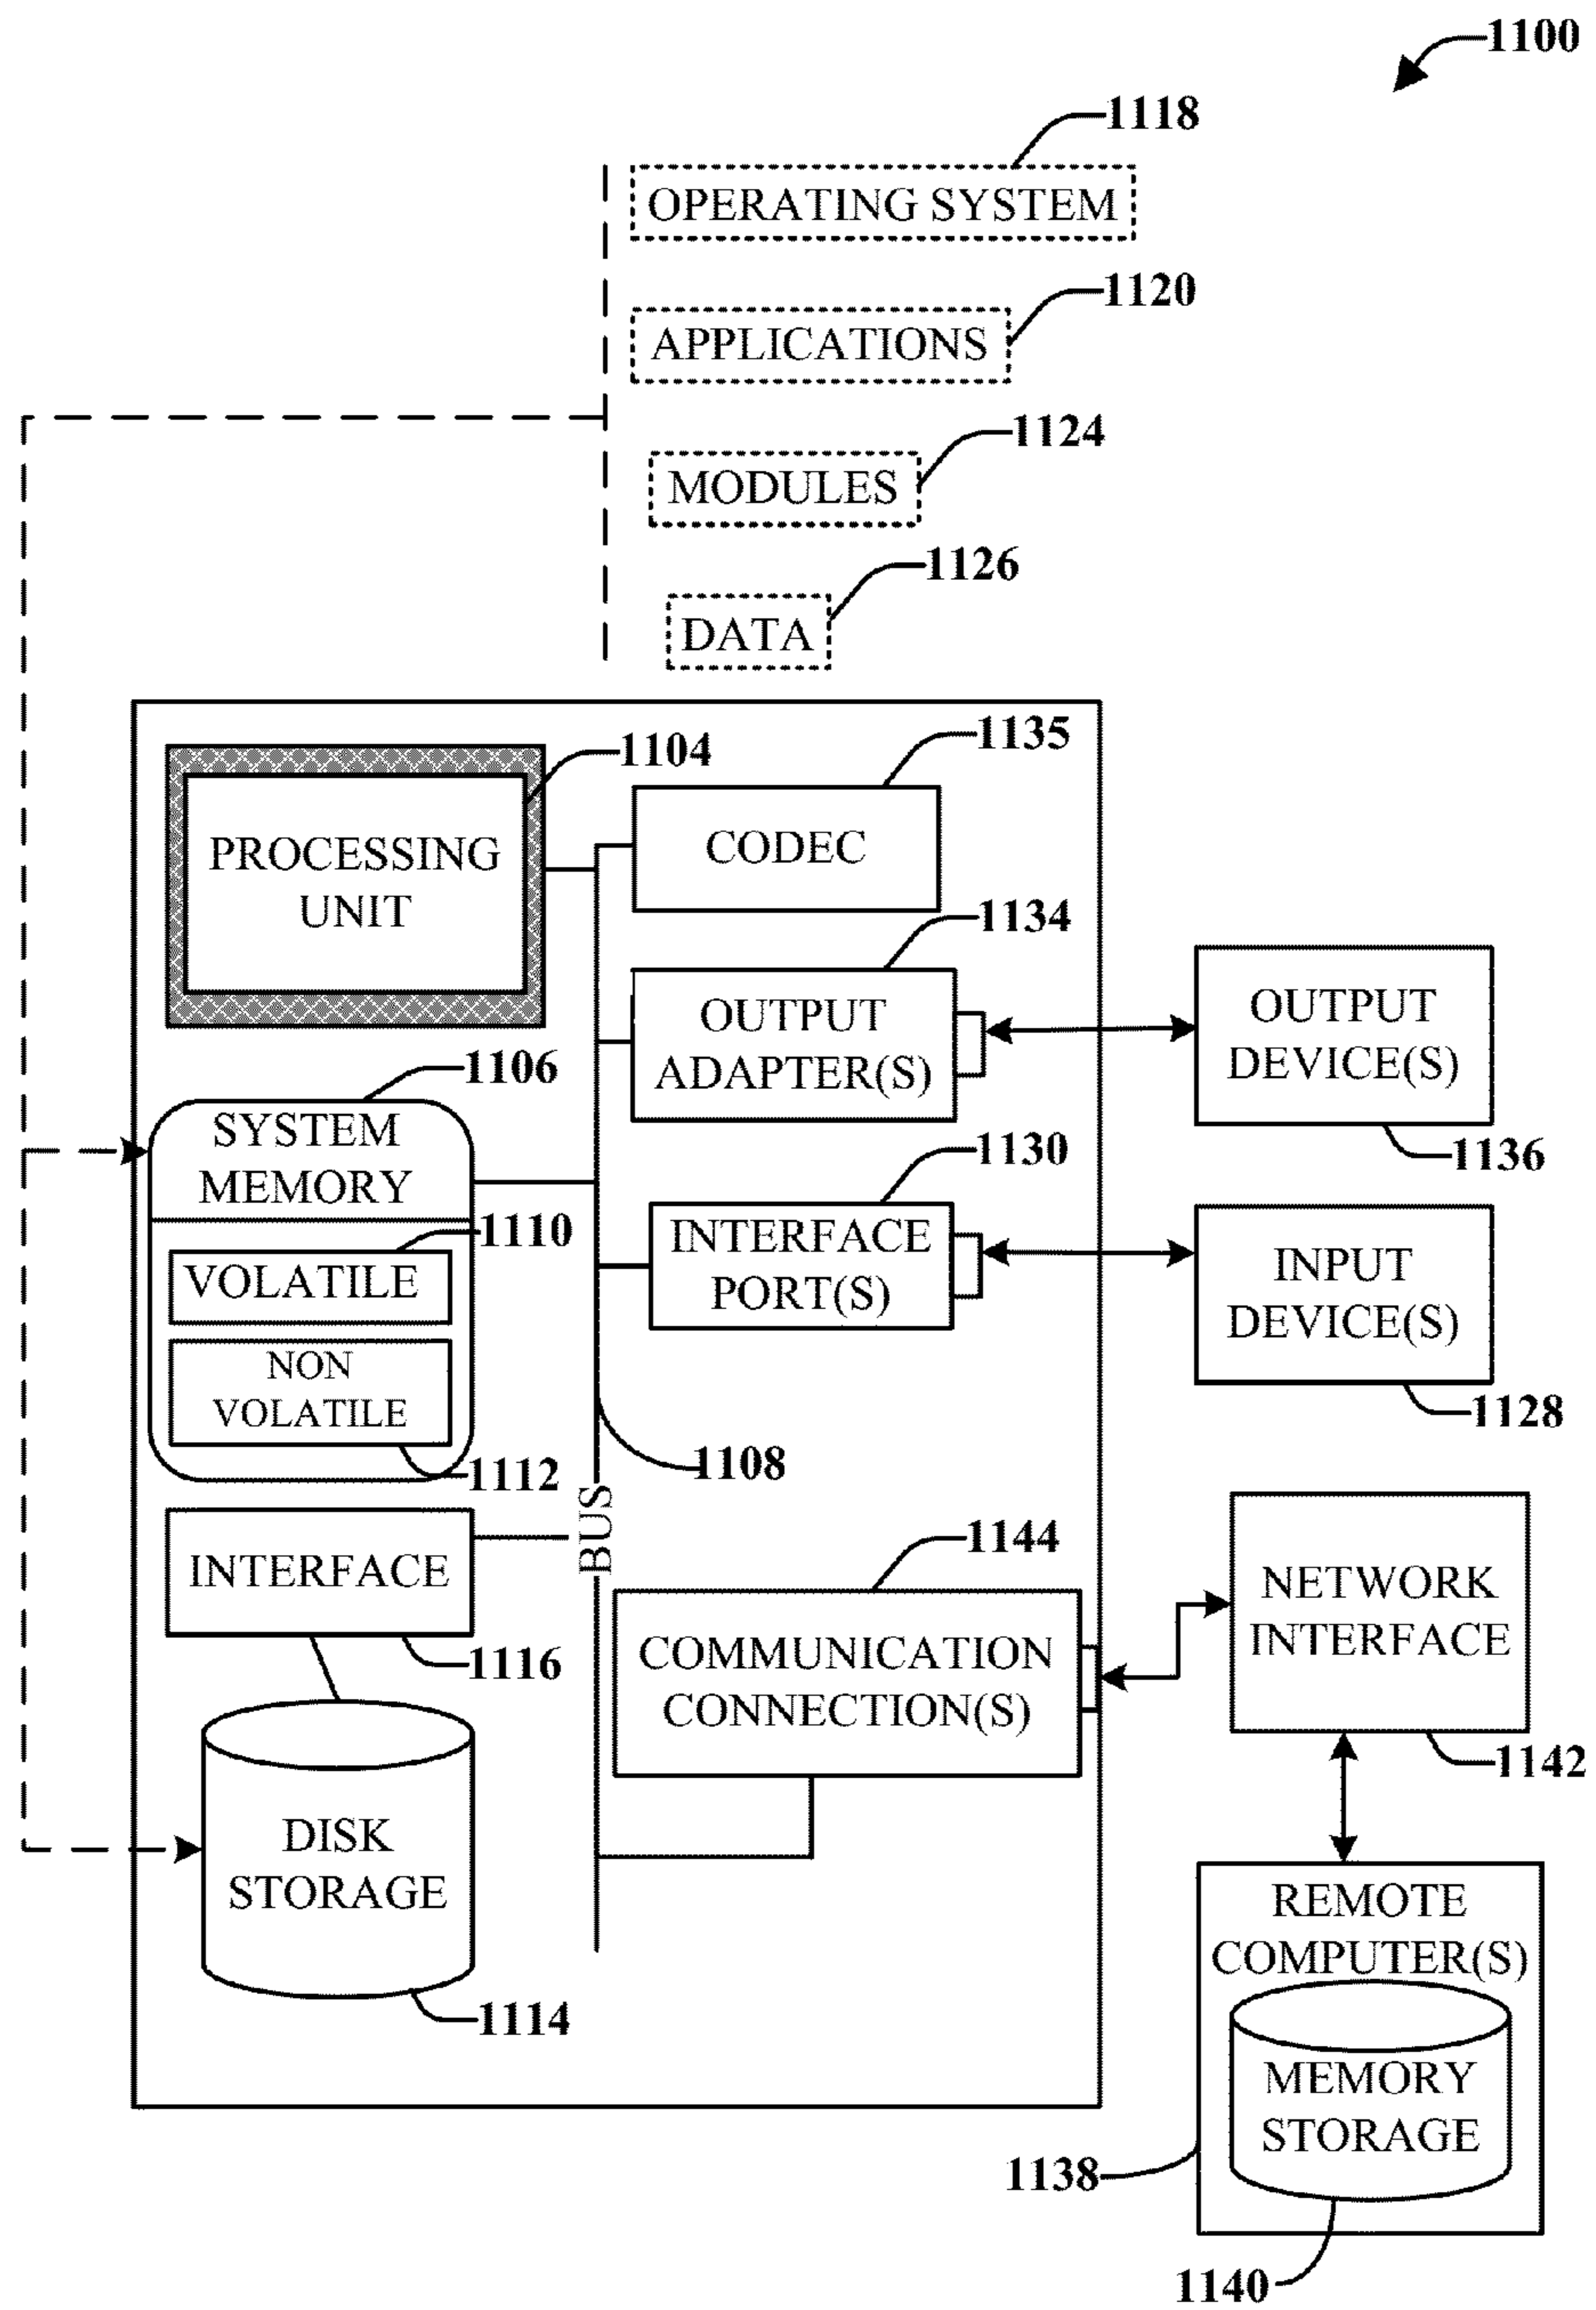 1100
1118
OPERATING SYSTEM
1120
APPLICATIONS
1124
MODULES
1126
DATA
1104
PROCESSING
UNIT
1135
CODEC
1134
OUTPUT
ADAPTER(S)
OUTPUT
DEVICE(S)
1136
1106
SYSTEM
MEMORY
1110
VOLATILE
NON
VOLATILE
1112
1130
INTERFACE
PORT(S)
INPUT
DEVICE(S)
1128
1108
BUS
INTERFACE
1116
1144
COMMUNICATION
CONNECTION(S)
NETWORK
INTERFACE
1142
DISK
STORAGE
1114
REMOTE
COMPUTER(S)
MEMORY
STORAGE
1138
1140